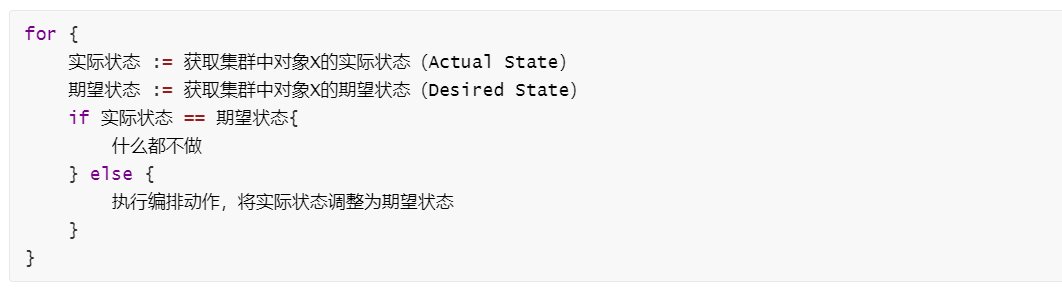 for {
    实际状态 := 获取集群中对象X的实际状态（Actual State）
    期望状态 := 获取集群中对象X的期望状态（Desired State）
    if 实际状态 == 期望状态{
        什么都不做
    } else {
        执行编排动作，将实际状态调整为期望状态
    }
}